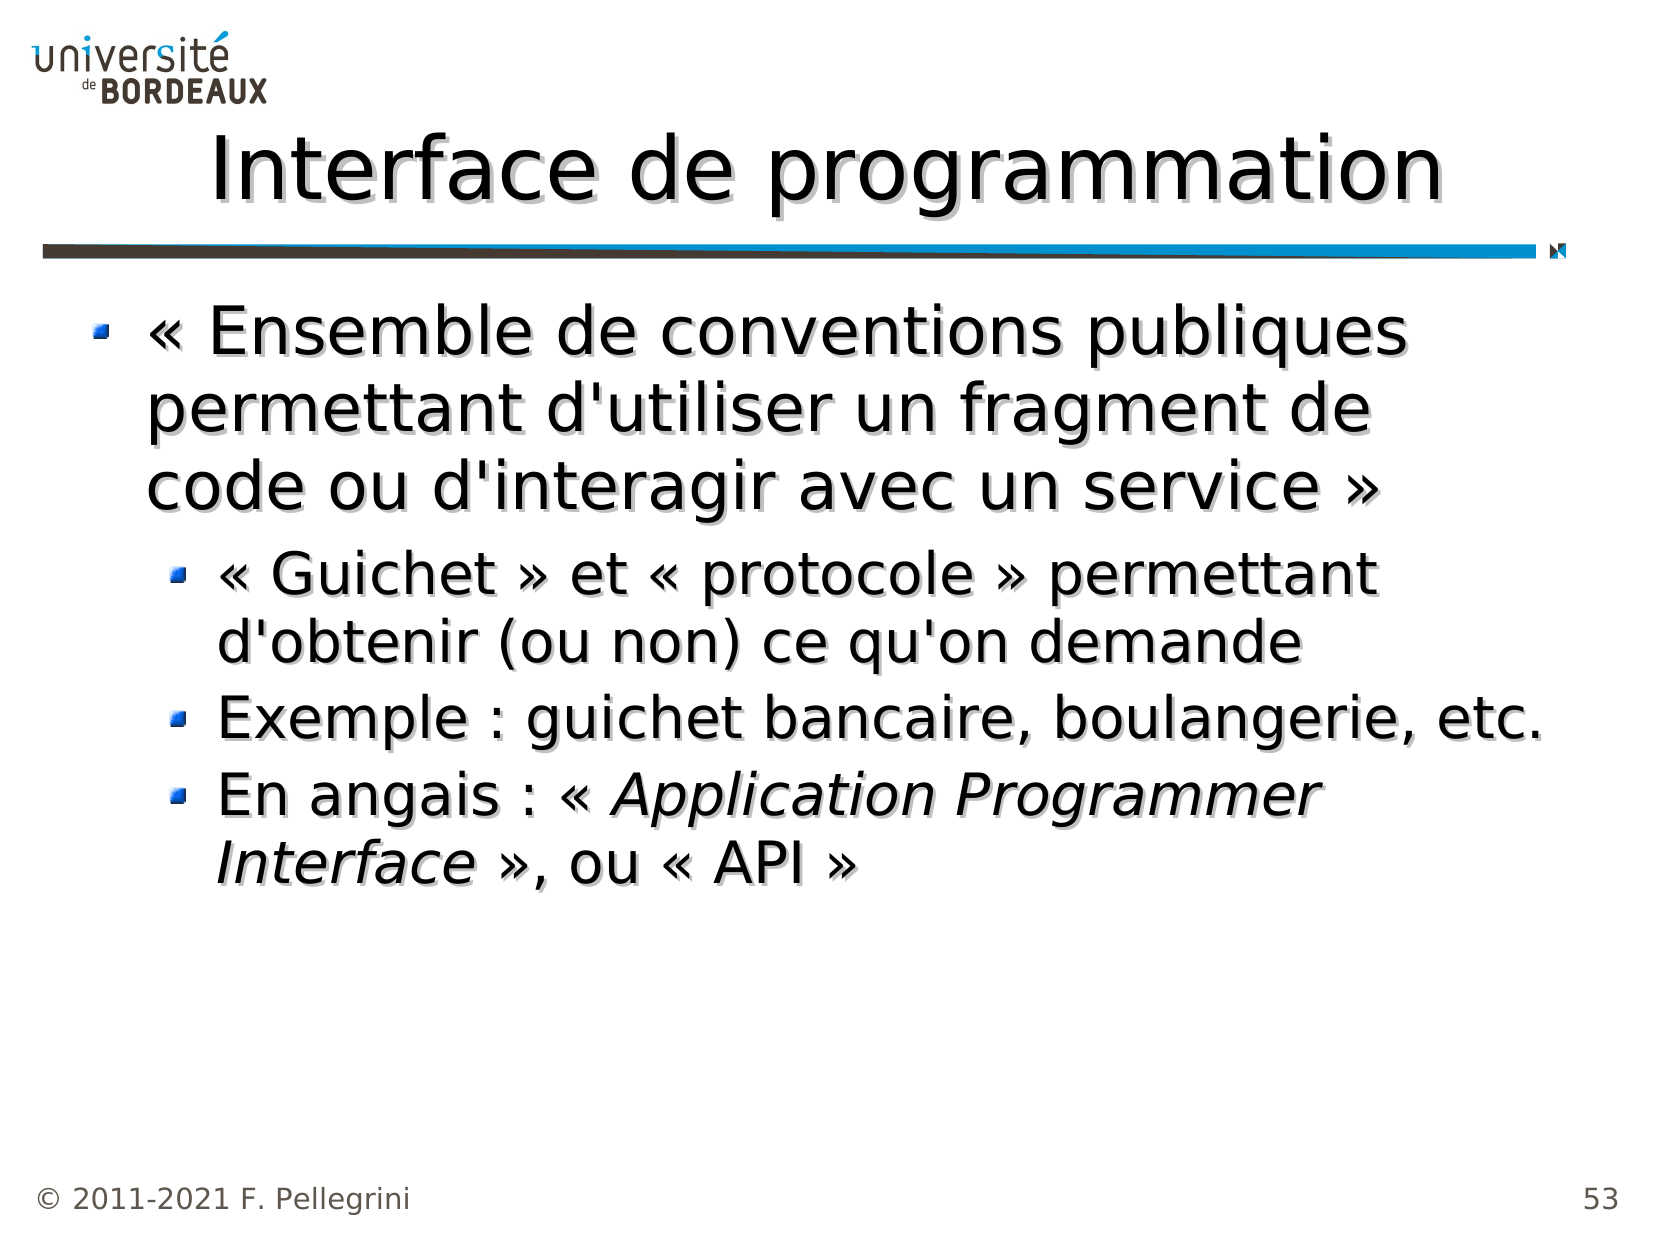 université
de BORDEAUX
Interface de programmation
« Ensemble de conventions publiques
permettant d'utiliser un fragment de
code ou d'interagir avec un service »
« Guichet » et « protocole » permettant
d'obtenir (ou non) ce qu'on demande
Exemple : guichet bancaire, boulangerie, etc.
En angais : « Application Programmer
Interface », ou « API »
© 2011-2021 F. Pellegrini
53